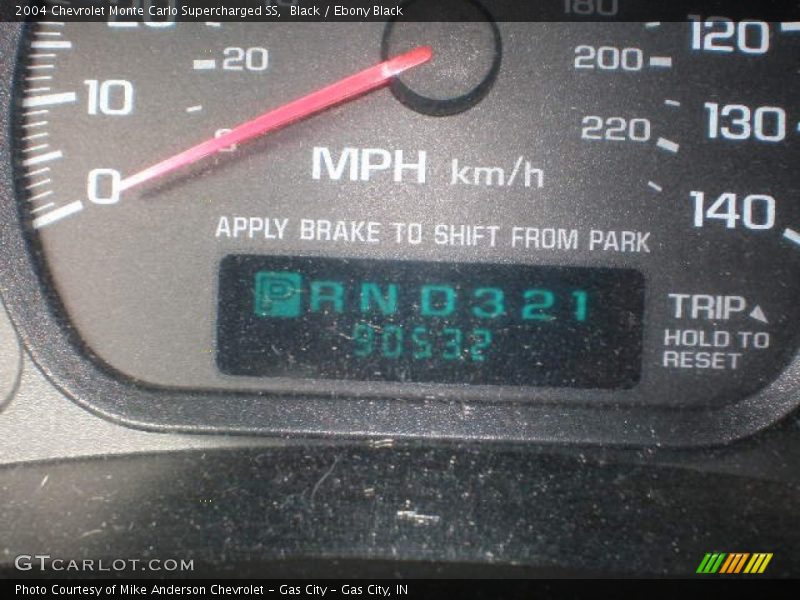 2004 Chevrolet Monte Carlo Supercharged SS,  Black / Ebony Black
20 180
20 200 120
10 220 130
0 MPH km/h 140
APPLY BRAKE TO SHIFT FROM PARK
P R N D 3 2 1
90532
TRIP▲
HOLD TO
RESET
GTCARLOT.COM
Photo Courtesy of Mike Anderson Chevrolet - Gas City - Gas City, IN